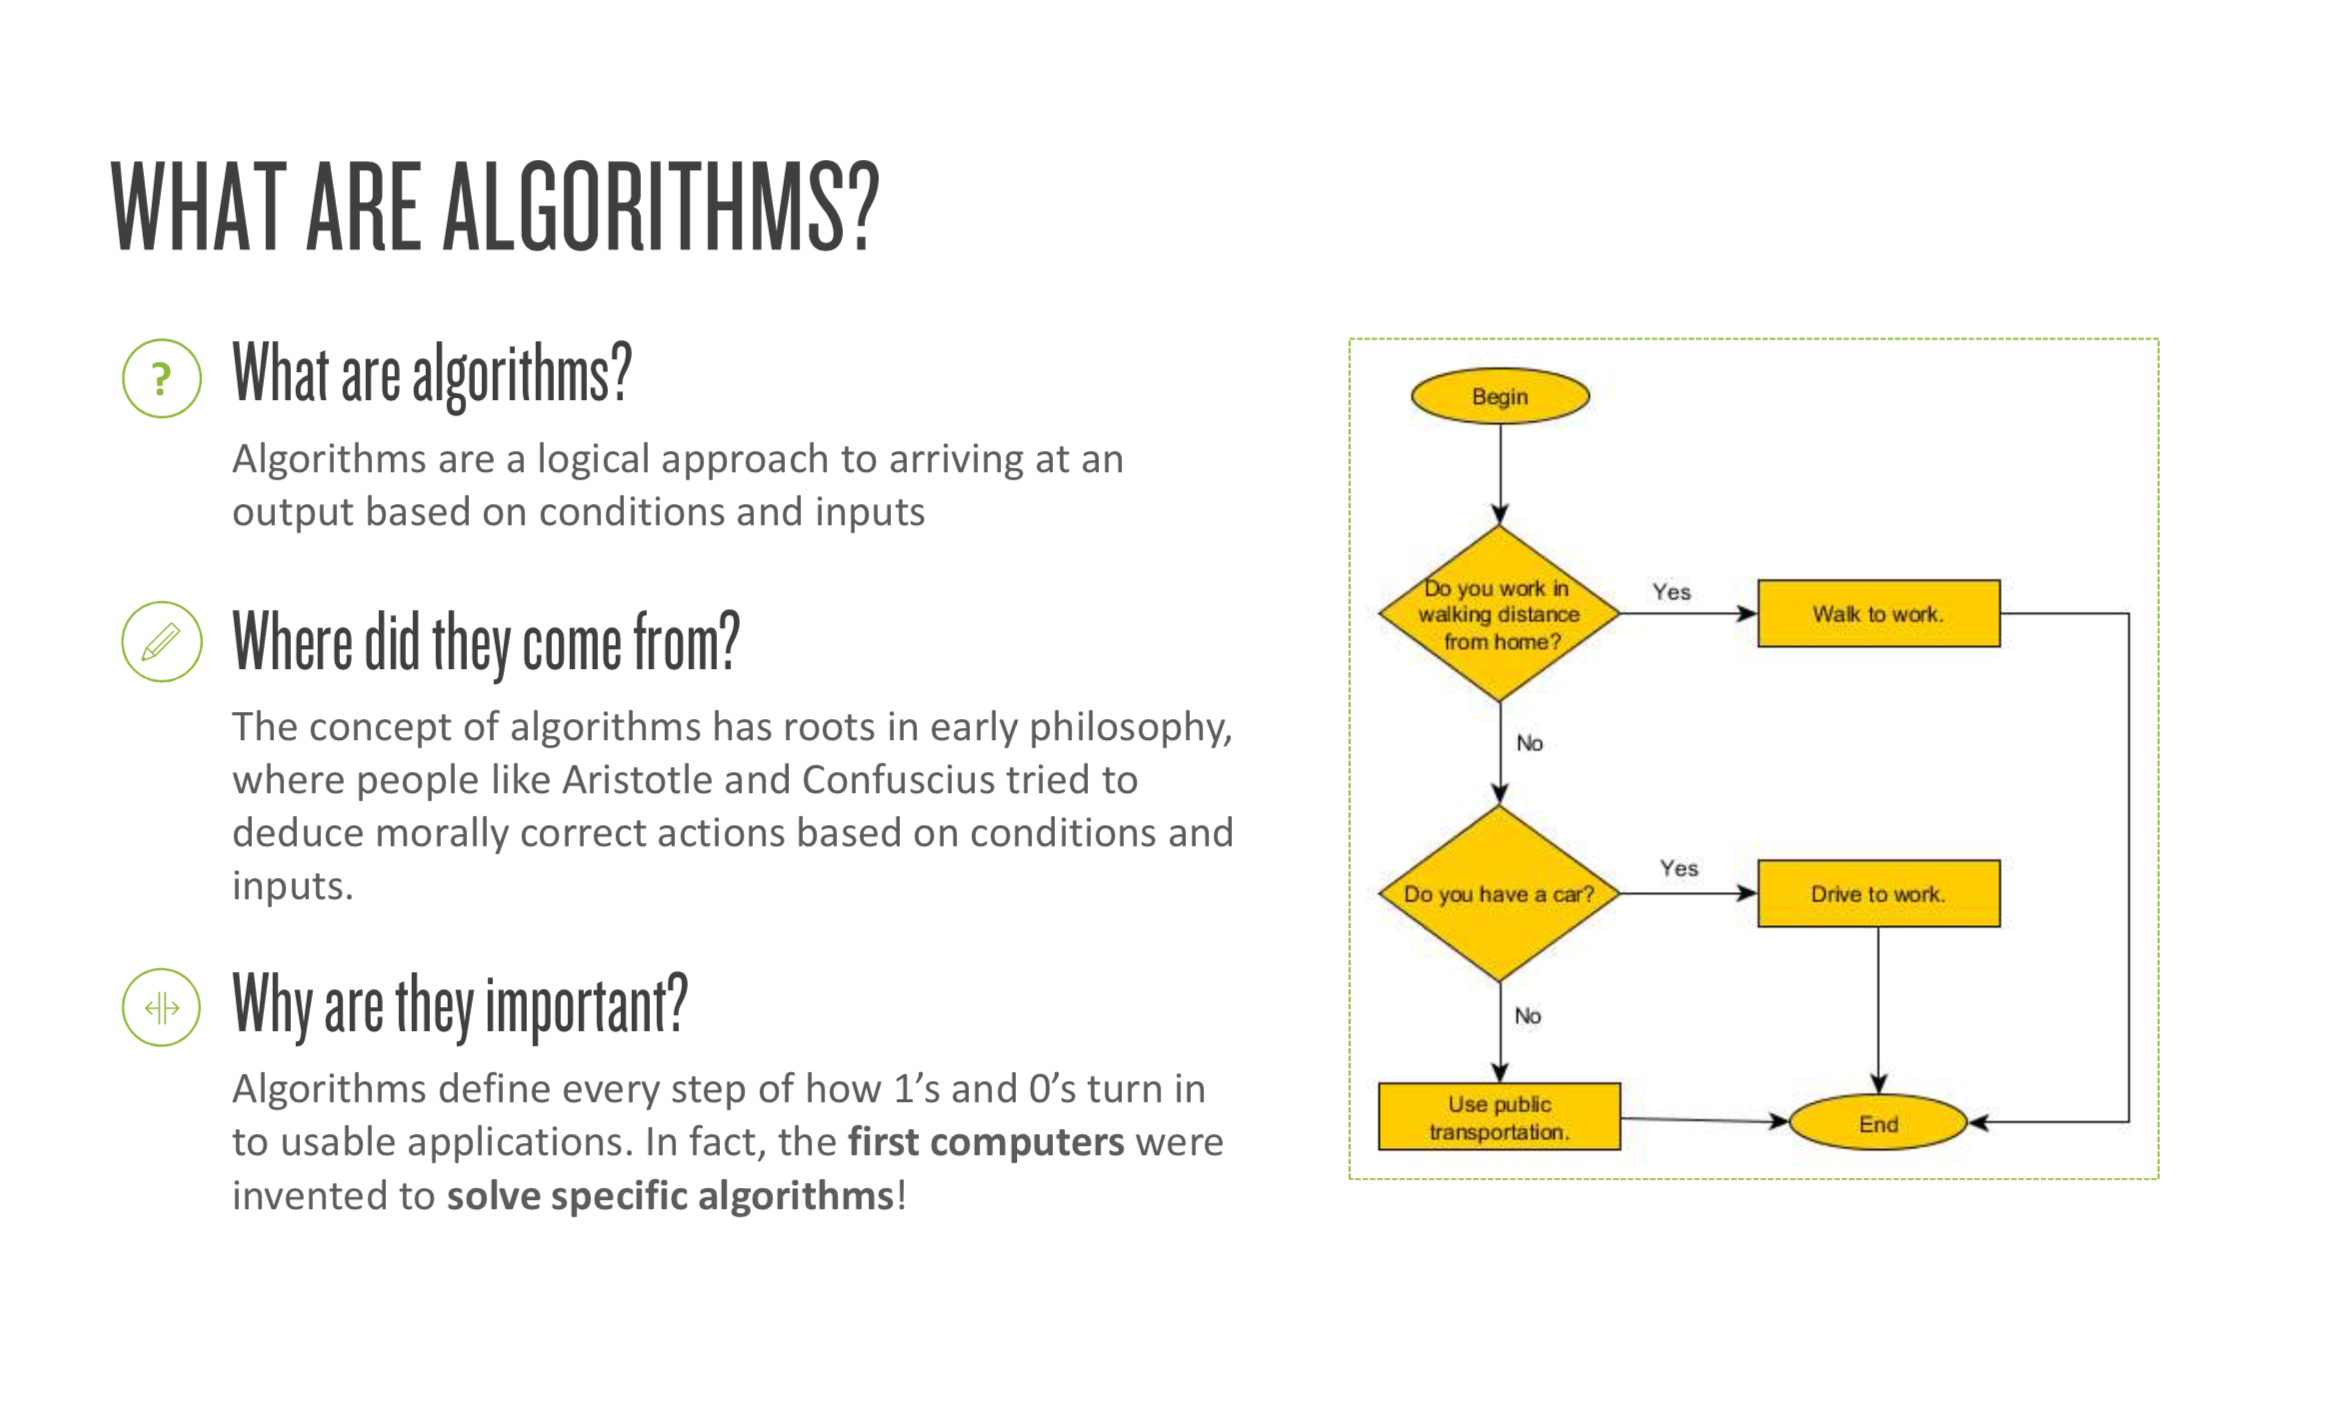 WHAT ARE ALGORITHMS?
?
What are algorithms?
Algorithms are a logical approach to arriving at an
output based on conditions and inputs
Where did they come from?
The concept of algorithms has roots in early philosophy,
where people like Aristotle and Confuscius tried to
deduce morally correct actions based on conditions and
inputs.
Why are they important?
Algorithms define every step of how 1’s and 0’s turn in
to usable applications. In fact, the first computers were
invented to solve specific algorithms!
Begin
Do you work in
walking distance
from home?
Yes
Walk to work.
No
Do you have a car?
Yes
Drive to work.
No
Use public
transportation.
End